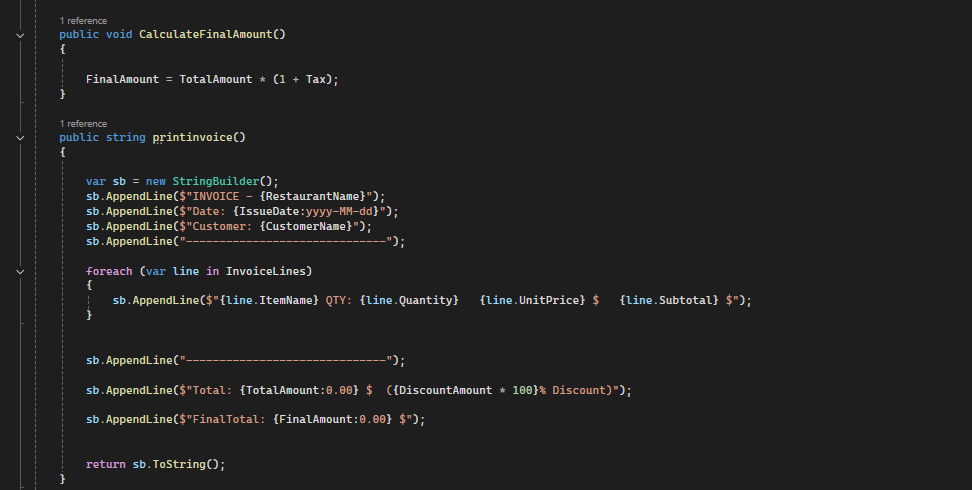 1 reference
public void CalculateFinalAmount()
{
FinalAmount = TotalAmount * (1 + Tax);
}
1 reference
public string printinvoice()
{
var sb = new StringBuilder();
sb.AppendLine($"INVOICE - {RestaurantName}");
sb.AppendLine($"Date: {IssueDate:yyyy-MM-dd}");
sb.AppendLine($"Customer: {CustomerName}");
sb.AppendLine("------------------------------");
foreach (var line in InvoiceLines)
{
sb.AppendLine($"{line.ItemName} QTY: {line.Quantity}   {line.UnitPrice} $   {line.Subtotal} $");
}
sb.AppendLine("------------------------------");
sb.AppendLine($"Total: {TotalAmount:0.00} $  ({DiscountAmount * 100}% Discount)");
sb.AppendLine($"FinalTotal: {FinalAmount:0.00} $");
return sb.ToString();
}